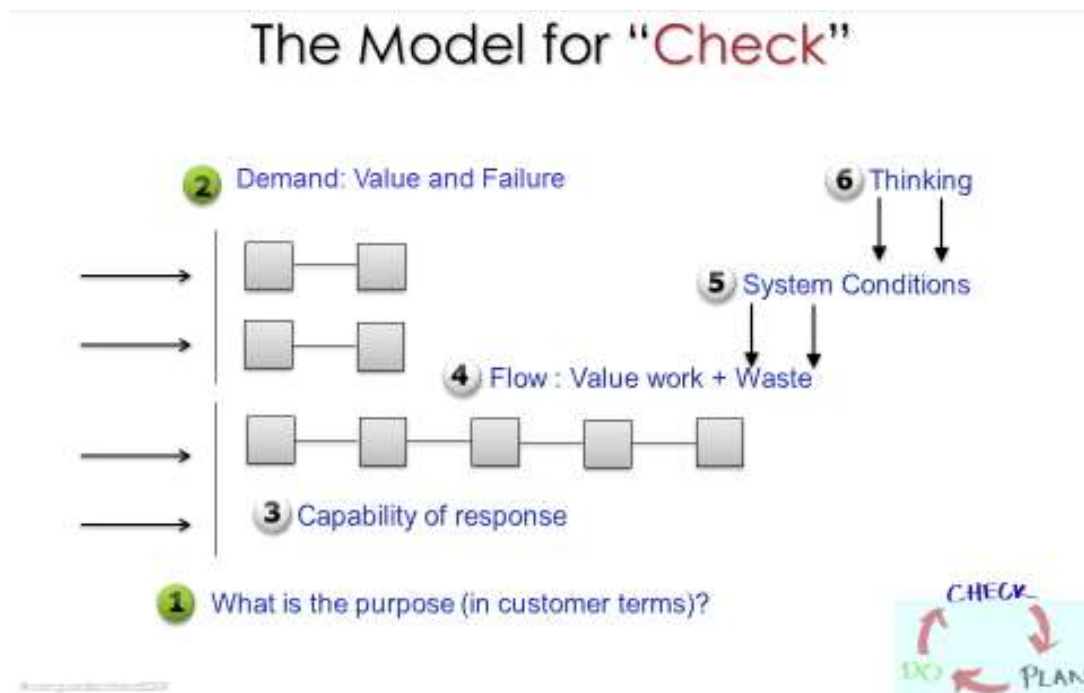 The Model for “Check”
2 Demand: Value and Failure
6 Thinking
5 System Conditions
4 Flow : Value work + Waste
3 Capability of response
1 What is the purpose (in customer terms)?
CHECK
DO
PLAN